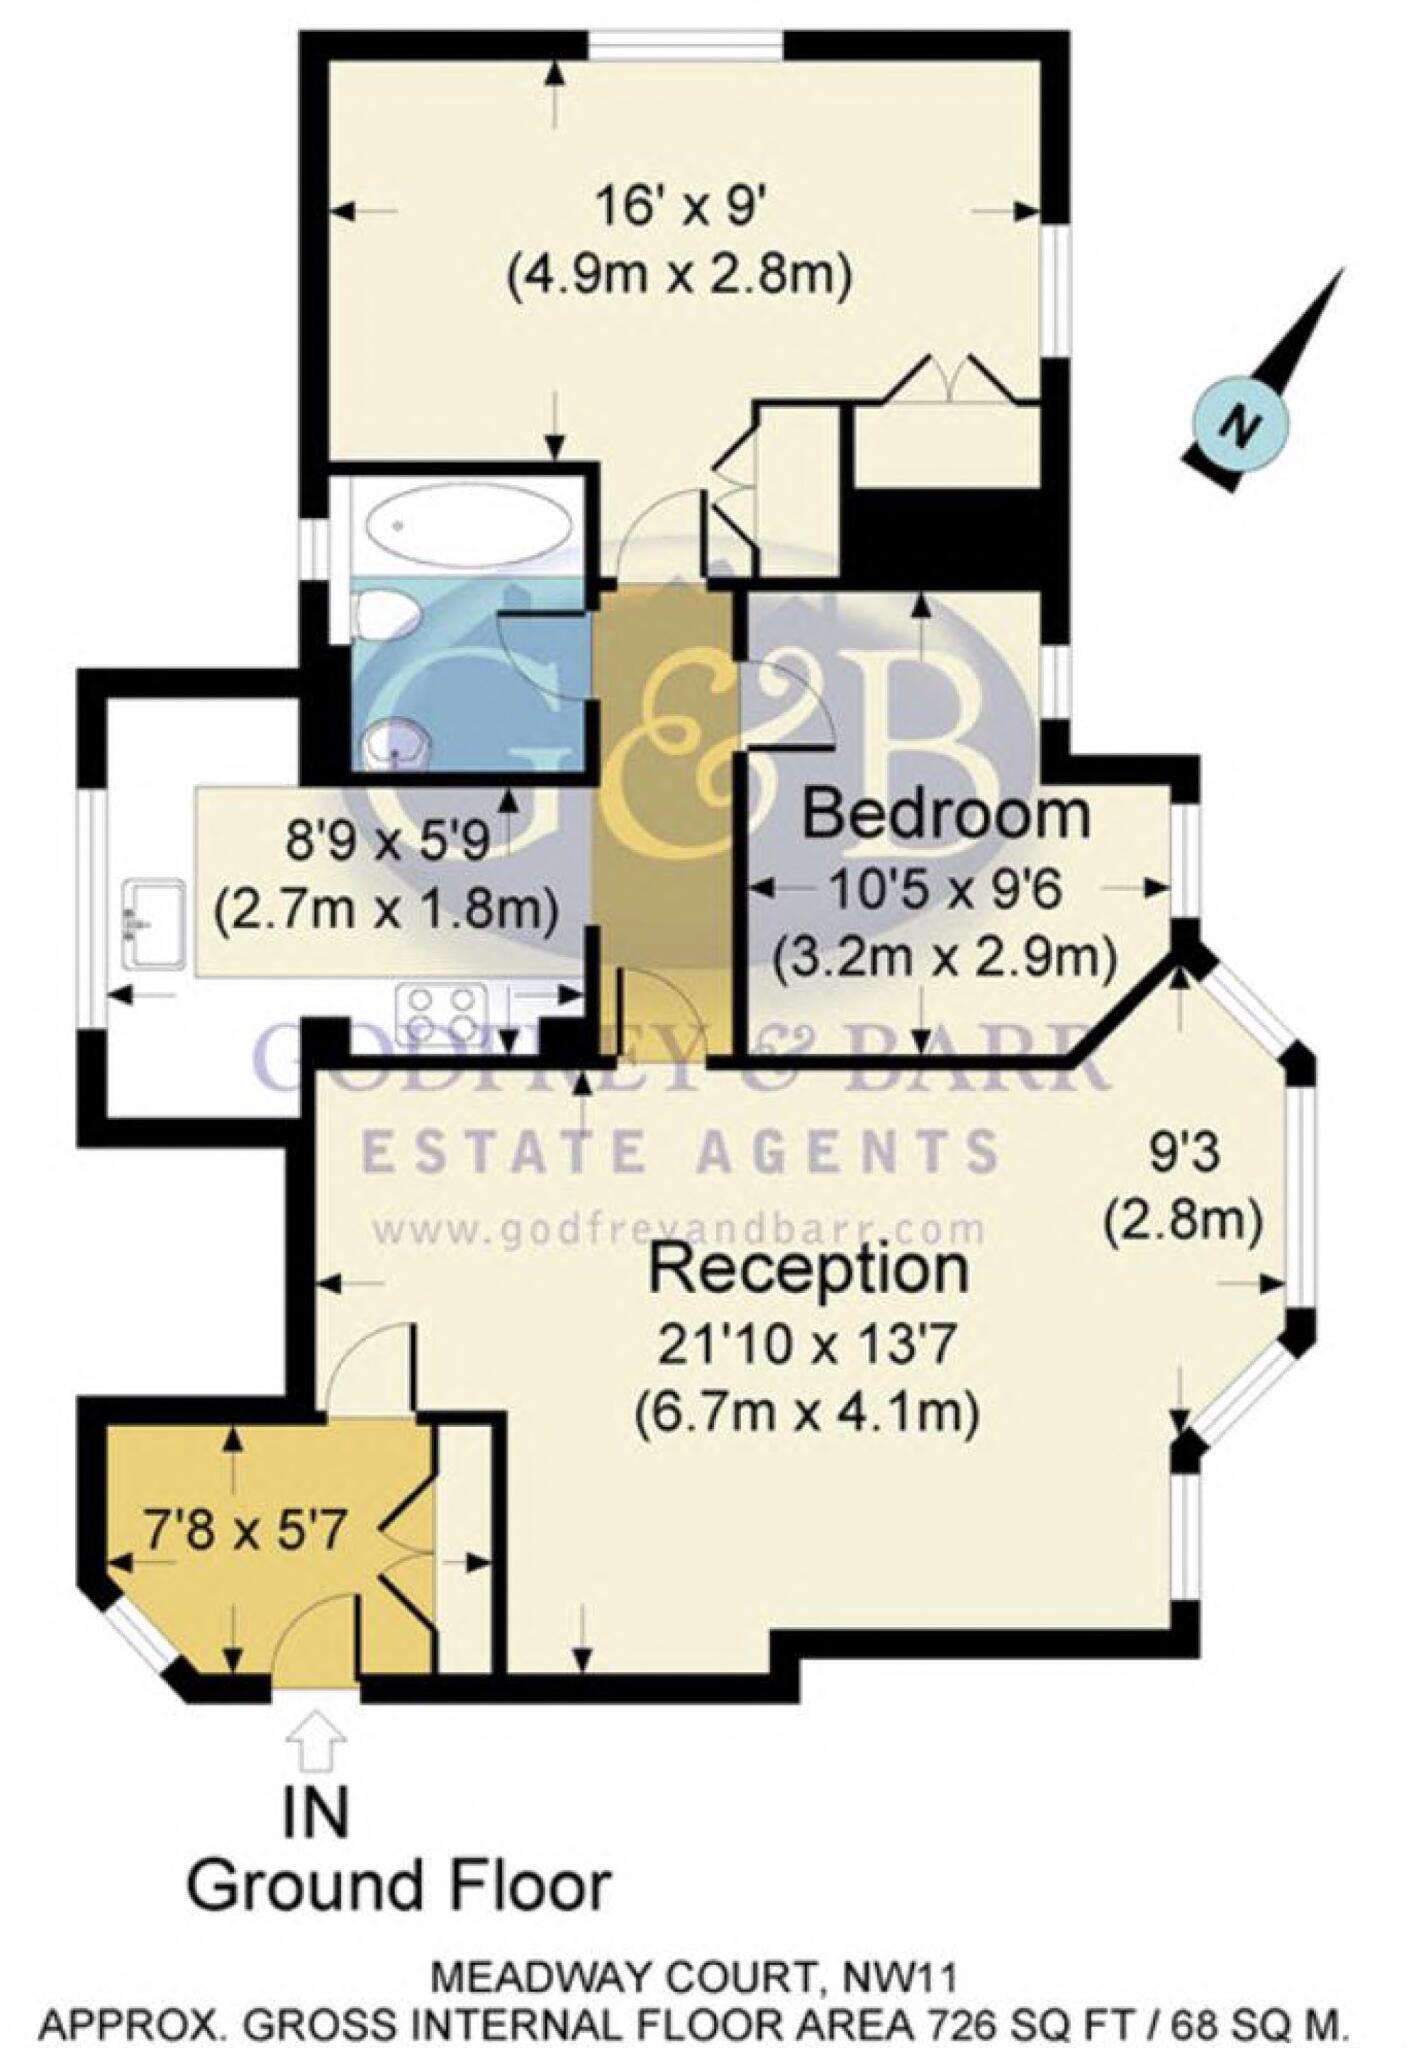 16' x 9'
(4.9m x 2.8m)
N
G&B
8'9 x 5'9
(2.7m x 1.8m)
Bedroom
10'5 x 9'6
(3.2m x 2.9m)
GODFREY & BARR
ESTATE AGENTS
www.godfreyandbarr.com
9'3
(2.8m)
Reception
21'10 x 13'7
(6.7m x 4.1m)
7'8 x 5'7
IN
Ground Floor
MEADWAY COURT, NW11
APPROX. GROSS INTERNAL FLOOR AREA 726 SQ FT / 68 SQ M.